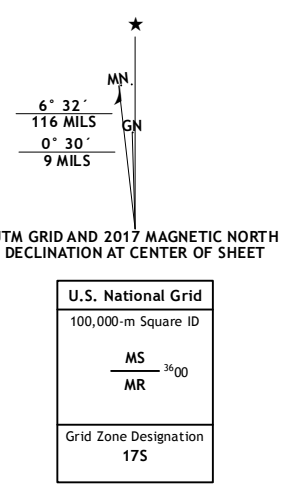 ★
MN
6° 32´
116 MILS
GN
0° 30´
9 MILS
UTM GRID AND 2017 MAGNETIC NORTH
DECLINATION AT CENTER OF SHEET
U.S. National Grid
100,000-m Square ID
MS
3600
MR
Grid Zone Designation
17S